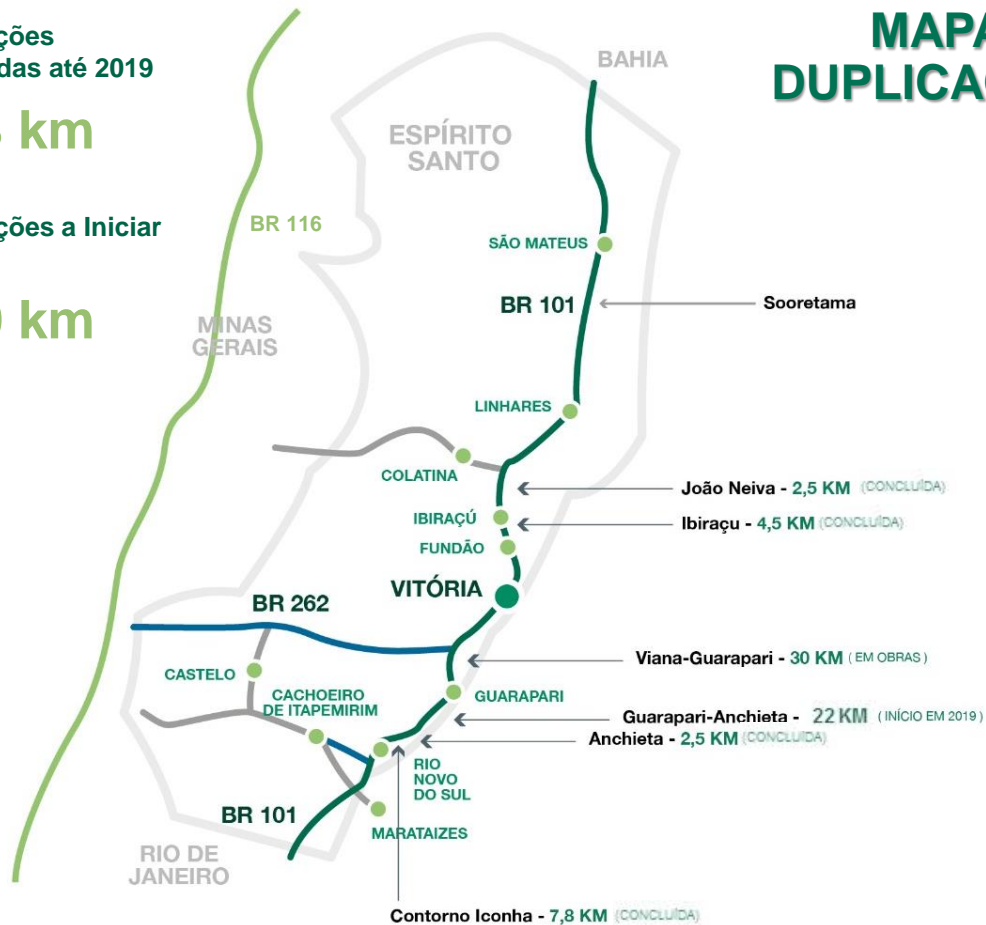 ções
das até 2019
km
ções a Iniciar
km
MAPA
DUPLICAÇ
BAHIA
ESPÍRITO
SANTO
BR 116
SÃO MATEUS
BR 101
Sooretama
MINAS
GERAIS
LINHARES
COLATINA
João Neiva - 2,5 KM (CONCLUÍDA)
IBIRAÇÚ
Ibiraçu - 4,5 KM (CONCLUÍDA)
FUNDÃO
VITÓRIA
BR 262
Viana-Guarapari - 30 KM (EM OBRAS)
CASTELO
GUARAPARI
CACHOEIRO
DE ITAPEMIRIM
Guarapari-Anchieta - 22 KM (INÍCIO EM 2019)
Anchieta - 2,5 KM (CONCLUÍDA)
RIO
NOVO
DO SUL
BR 101
MARATAIZES
RIO DE
JANEIRO
Contorno Iconha - 7,8 KM (CONCLUÍDA)